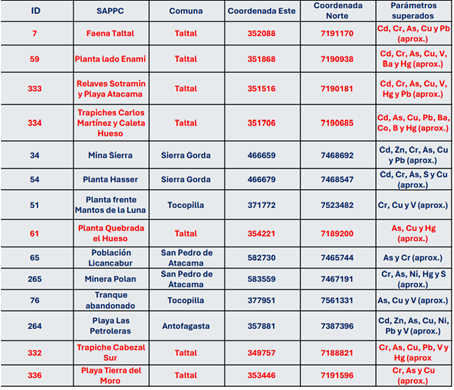 ID SAPPC Comuna Coordenada Este Coordenada Norte Parámetros superados
7 Faena Taltal Taltal 352088 7191170 Cd, Cr, As, Cu y Pb (aprox.)
59 Planta lado Enami Taltal 351868 7190938 Cd, Cr, As, Cu, V, Ba y Hg (aprox.)
333 Relaves Sotramin y Playa Atacama Taltal 351516 7190181 Cd, Cr, As, Cu, V, Hg y Pb (aprox.)
334 Trapiches Carlos Martínez y Caleta Hueso Taltal 351706 7190685 Cd, As, Cu, Pb, Ba, Co, B y Hg (aprox.)
34 Mina Sierra Sierra Gorda 466659 7468692 Cd, Zn, Cr, As, Cu y Pb (aprox.)
54 Planta Hasser Sierra Gorda 466679 7468547 Cd, Cr, As, S y Cu (aprox.)
51 Planta frente Mantos de la Luna Tocopilla 371772 7523482 Cr, Cu y V (aprox.)
61 Planta Quebrada el Hueso Taltal 354221 7189200 As, Cu y Hg (aprox.)
65 Población Licancabur San Pedro de Atacama 582730 7465744 As y Cr (aprox.)
265 Minera Polan San Pedro de Atacama 583559 7467191 Cr, As, Ni, Hg y S (aprox.)
76 Tranque abandonado Tocopilla 377951 7561331 As, Cu y V (aprox.)
264 Playa Las Petroleras Antofagasta 357881 7387396 Cd, Zn, As, Cu, Ni, Pb y V (aprox.)
332 Trapiche Cabezal Sur Taltal 349757 7188821 Cr, As, Cu, Pb, V y Hg (aprox
336 Playa Tierra del Moro Taltal 353446 7191596 Cr, As y Cu (aprox.)